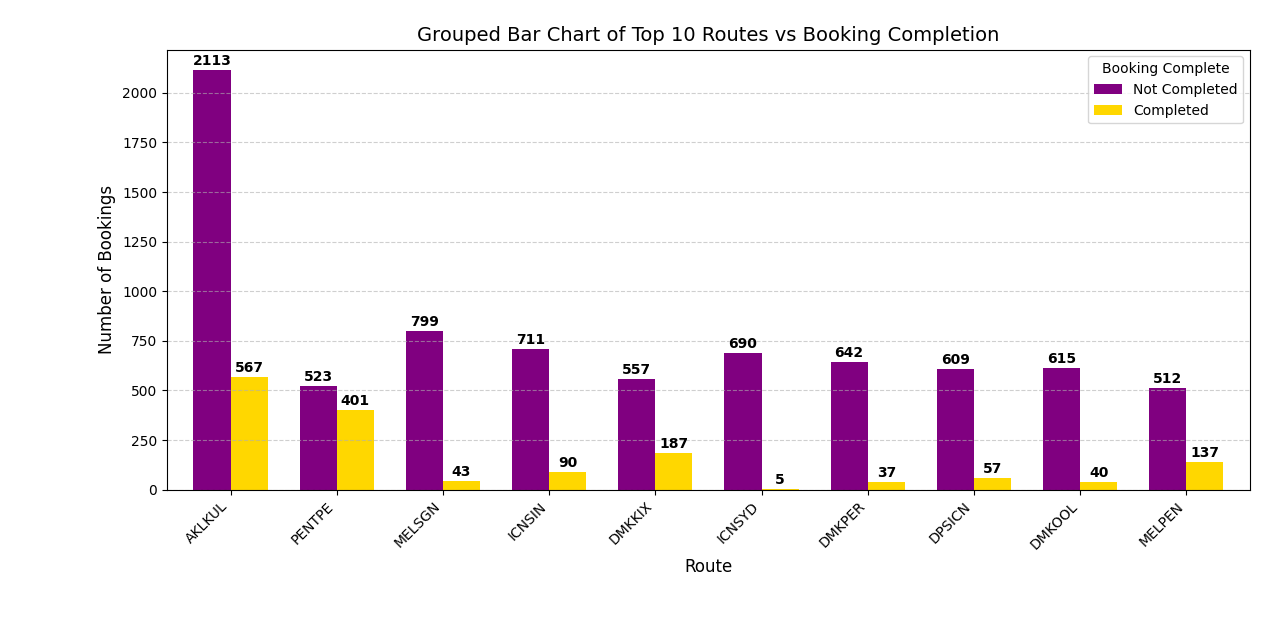 Grouped Bar Chart of Top 10 Routes vs Booking Completion
Booking Complete
Not Completed
Completed
Number of Bookings
2000
1750
1500
1250
1000
750
500
250
0
2113
567
523
401
799
43
711
90
557
187
690
5
642
37
609
57
615
40
512
137
AKLKUL
PENTPE
MELSGN
ICNSIN
DMKKIX
ICNSYD
DMKPER
DPSICN
DMKOOL
MELPEN
Route